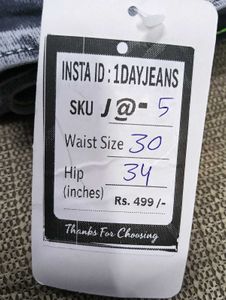 INSTA ID : 1DAYJEANS
SKU J@- 5
Waist Size 30
Hip 34
(inches) Rs. 499 /-
Thanks For Choosing